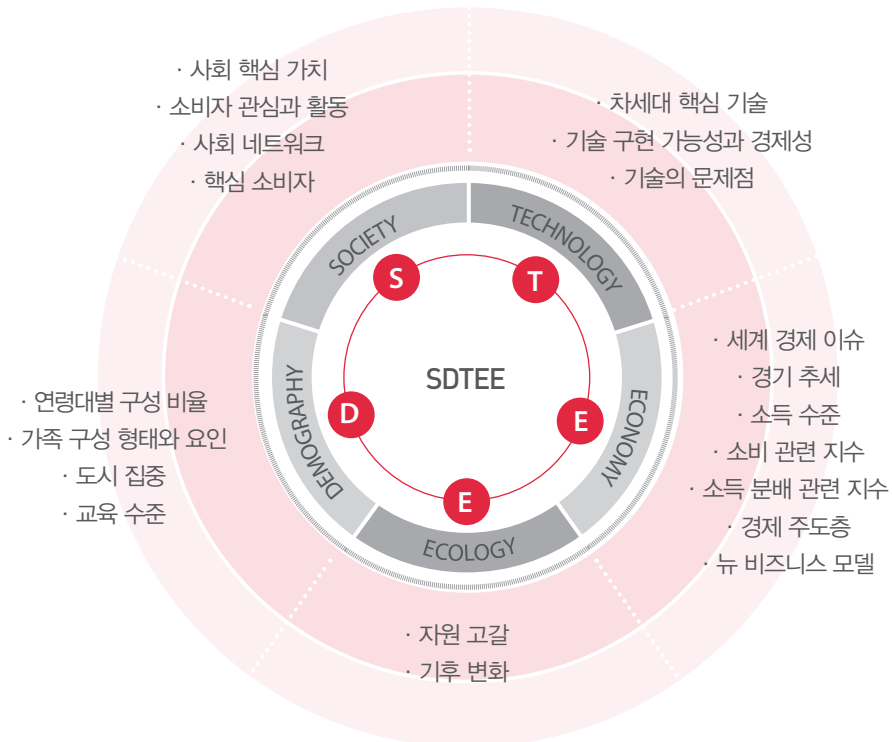 · 사회 핵심 가치
· 소비자 관심과 활동
· 사회 네트워크
· 핵심 소비자
· 차세대 핵심 기술
· 기술 구현 가능성과 경제성
· 기술의 문제점
SOCIETY
TECHNOLOGY
S
T
SDTEE
· 세계 경제 이슈
· 경기 추세
· 소득 수준
· 소비 관련 지수
· 소득 분배 관련 지수
· 경제 주도층
· 뉴 비즈니스 모델
ECONOMY
E
· 연령대별 구성 비율
· 가족 구성 형태와 요인
· 도시 집중
· 교육 수준
DEMOGRAPHY
D
E
ECOLOGY
· 자원 고갈
· 기후 변화